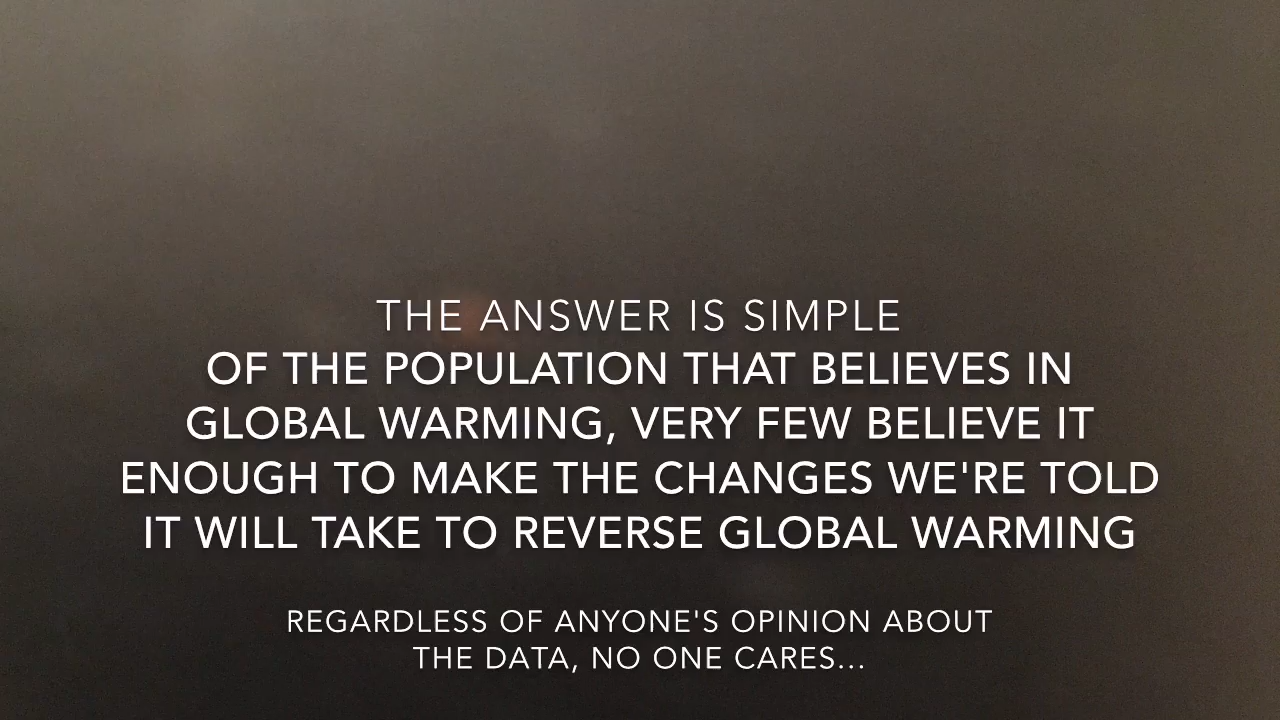 THE ANSWER IS SIMPLE
OF THE POPULATION THAT BELIEVES IN
GLOBAL WARMING, VERY FEW BELIEVE IT
ENOUGH TO MAKE THE CHANGES WE'RE TOLD
IT WILL TAKE TO REVERSE GLOBAL WARMING
REGARDLESS OF ANYONE'S OPINION ABOUT
THE DATA, NO ONE CARES...